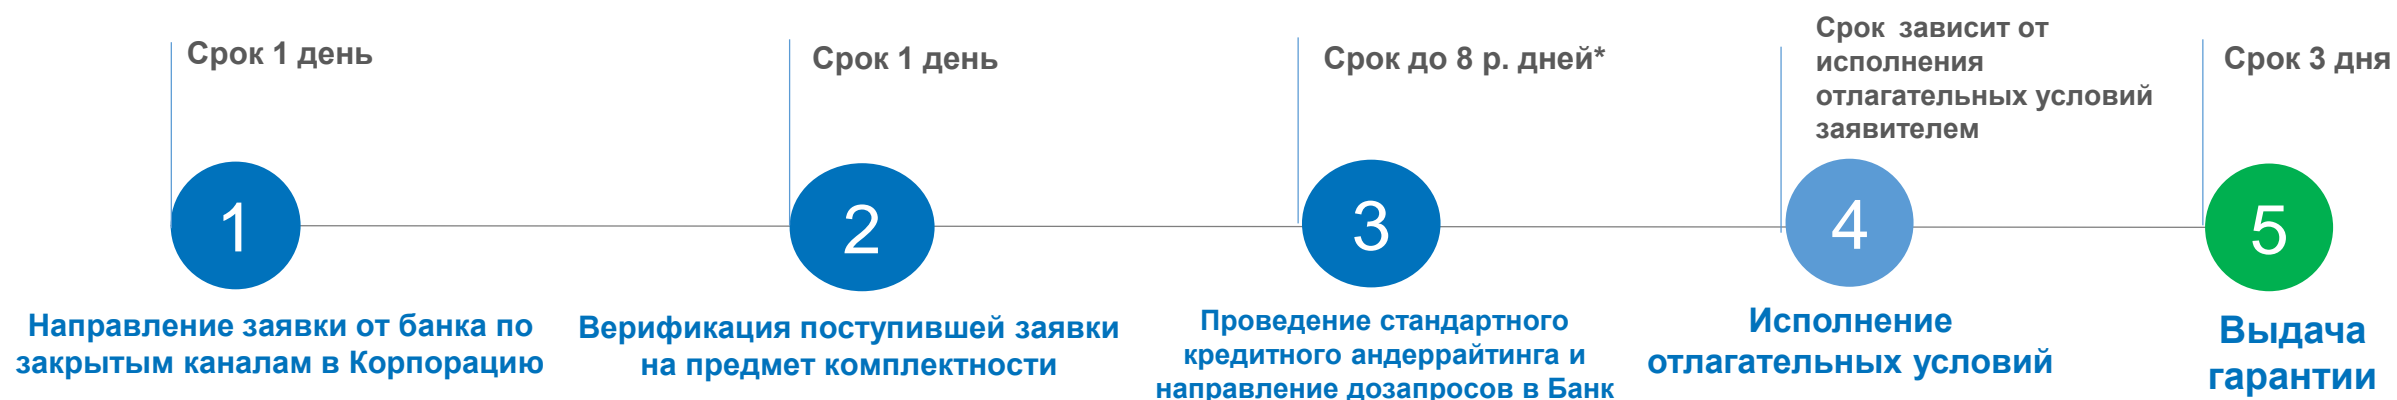 Срок 1 день
Срок 1 день
Срок до 8 р. дней*
Срок зависит от
исполнения
отлагательных условий
заявителем
Срок 3 дня
1
2
3
4
5
Направление заявки от банка по
закрытым каналам в Корпорацию
Верификация поступившей заявки
на предмет комплектности
Проведение стандартного
кредитного андеррайтинга и
направление дозапросов в Банк
Исполнение
отлагательных условий
Выдача
гарантии